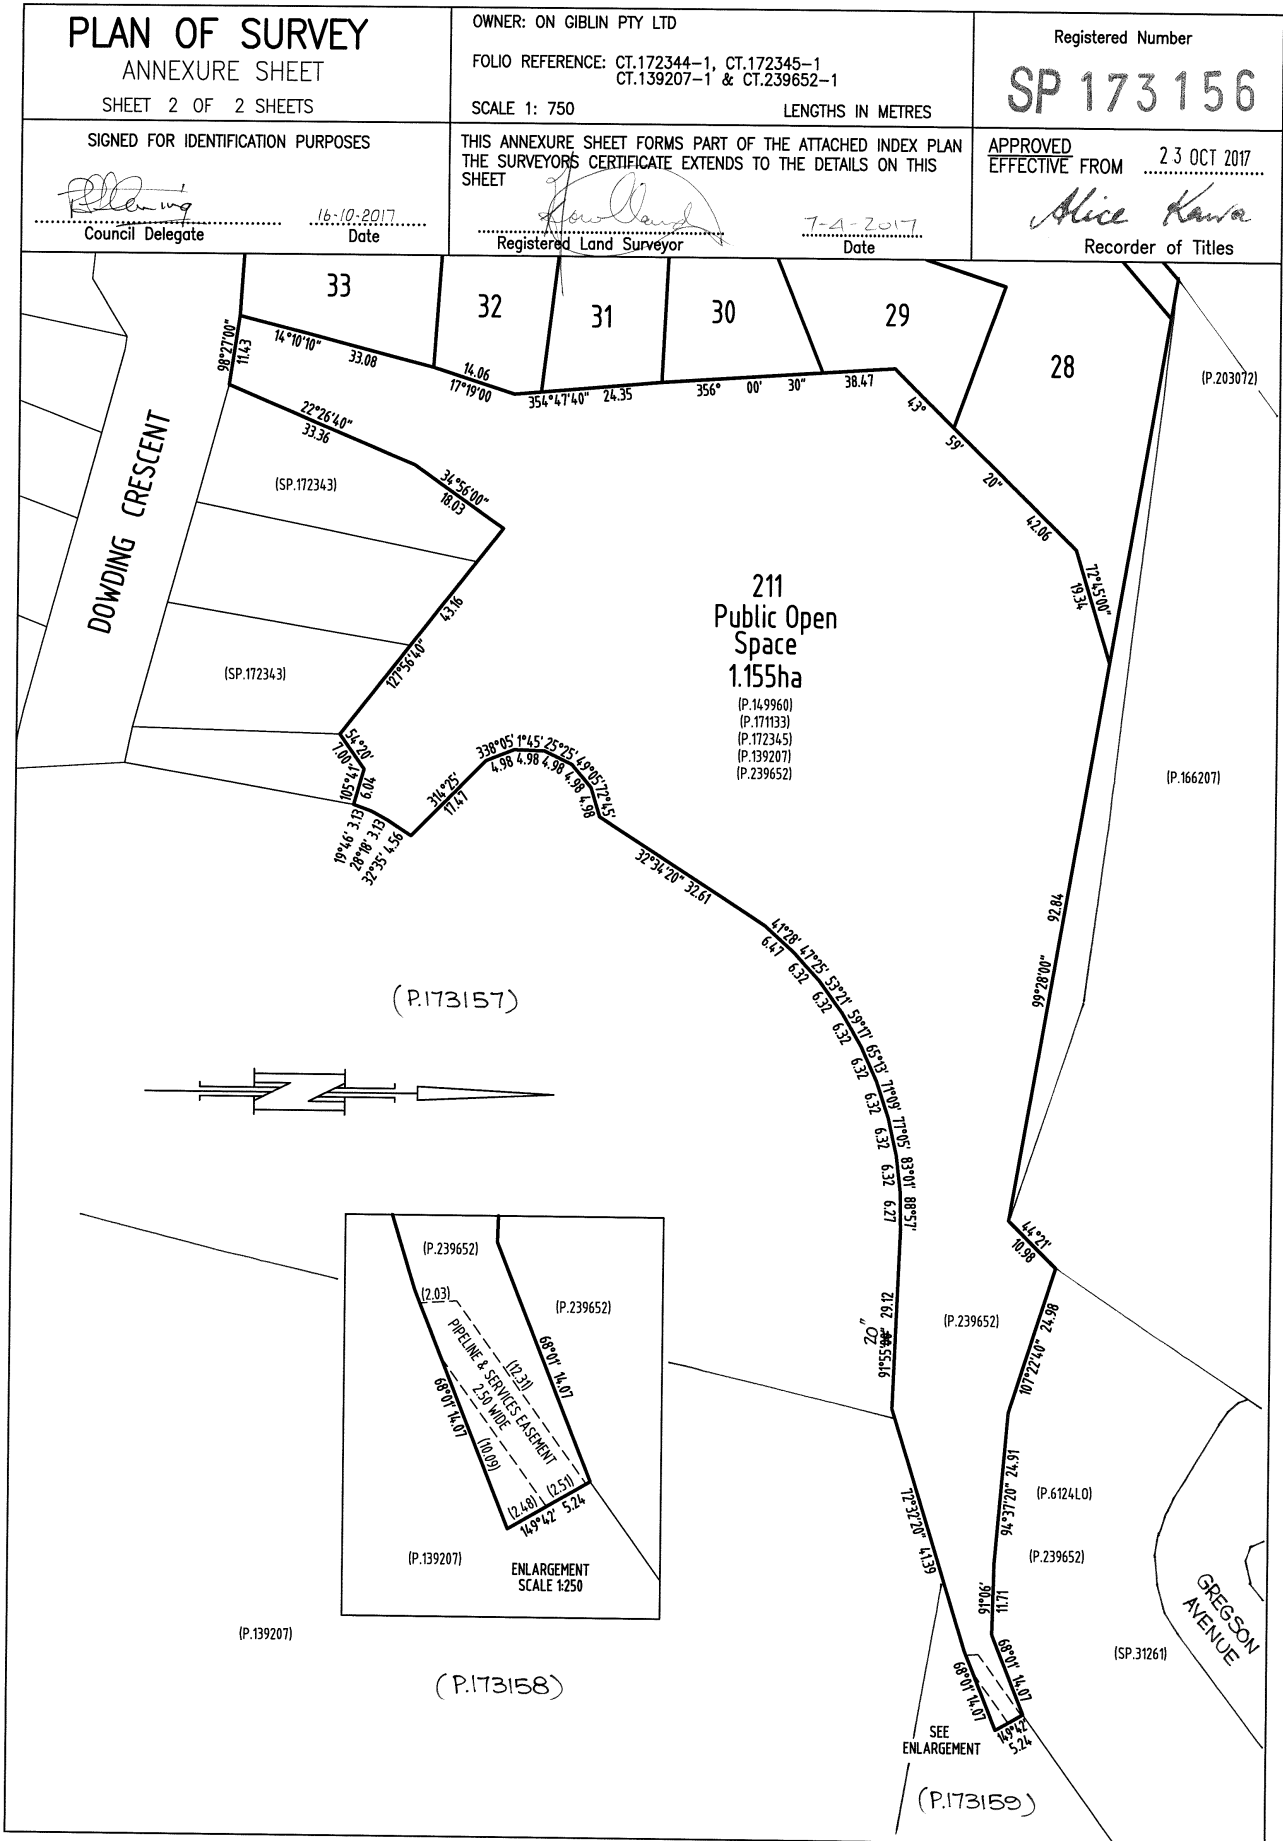 PLAN OF SURVEY
ANNEXURE SHEET
SHEET 2 OF 2 SHEETS
OWNER: ON GIBLIN PTY LTD
FOLIO REFERENCE: CT.172344-1, CT.172345-1
CT.139207-1 & CT.239652-1
SCALE 1: 750 LENGTHS IN METRES
Registered Number
SP 173156
SIGNED FOR IDENTIFICATION PURPOSES
16-10-2017
Council Delegate Date
THIS ANNEXURE SHEET FORMS PART OF THE ATTACHED INDEX PLAN
THE SURVEYORS CERTIFICATE EXTENDS TO THE DETAILS ON THIS
SHEET
7-4-2017
Registered Land Surveyor Date
APPROVED
EFFECTIVE FROM 23 OCT 2017
Alice Kawa
Recorder of Titles
33
32
31
30
29
28
(P.203072)
98°27'00"
11.43
14°10'10" 33.08
14.06
17°19'00
354°47'40" 24.35
356° 00' 30" 38.47
43° 59' 20" 42.06
72°45'00"
19.34
22°26'40"
33.36
34°56'00"
18.03
(SP.172343)
DOWDING CRESCENT
43.16
127°56'40"
(SP.172343)
211
Public Open
Space
1.155ha
(P.149960)
(P.171133)
(P.172345)
(P.139207)
(P.239652)
(P.166207)
54°20'
7.00
105°41'
6.04
19°46' 3.13
28°18' 3.13
32°35' 4.56
314°25'
17.47
338°05' 1°45' 25°25' 49°05' 72°45'
4.98 4.98 4.98 4.98 4.98
32°34'20" 32.61
41°28' 47°25' 53°21' 59°17' 65°13' 71°09' 77°05' 83°01' 88°57'
6.47 6.32 6.32 6.32 6.32 6.32 6.32 6.32 6.27
92.84
99°28'00"
(P.173157)
44°21'
10.98
29.12
20"
91°55'
(P.239652)
107°22'40" 24.98
94°37'20" 24.91
(P.6124LO)
(P.239652)
72°32'20" 41.39
91°06'
11.71
68°01' 14.07
68°01' 14.07
149°42'
5.24
(SP.31261)
GREGSON
AVENUE
(P.239652)
(2.03)
(P.239652)
PIPELINE & SERVICES EASEMENT
2.50 WIDE
(12.31)
68°01' 14.07
68°01' 14.07
(10.09)
(2.48) (2.51)
149°42' 5.24
(P.139207)
ENLARGEMENT
SCALE 1:250
(P.139207)
(P.173158)
SEE
ENLARGEMENT
(P.173159)